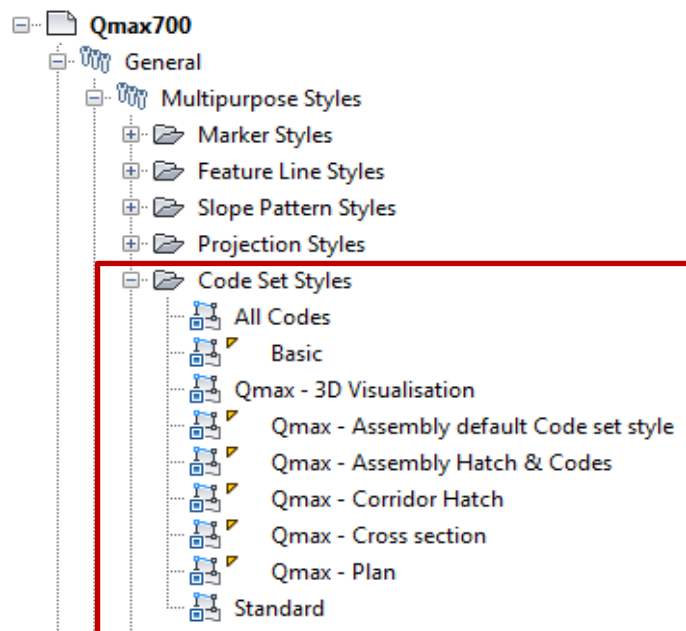 Qmax700
General
Multipurpose Styles
Marker Styles
Feature Line Styles
Slope Pattern Styles
Projection Styles
Code Set Styles
All Codes
Basic
Qmax - 3D Visualisation
Qmax - Assembly default Code set style
Qmax - Assembly Hatch & Codes
Qmax - Corridor Hatch
Qmax - Cross section
Qmax - Plan
Standard